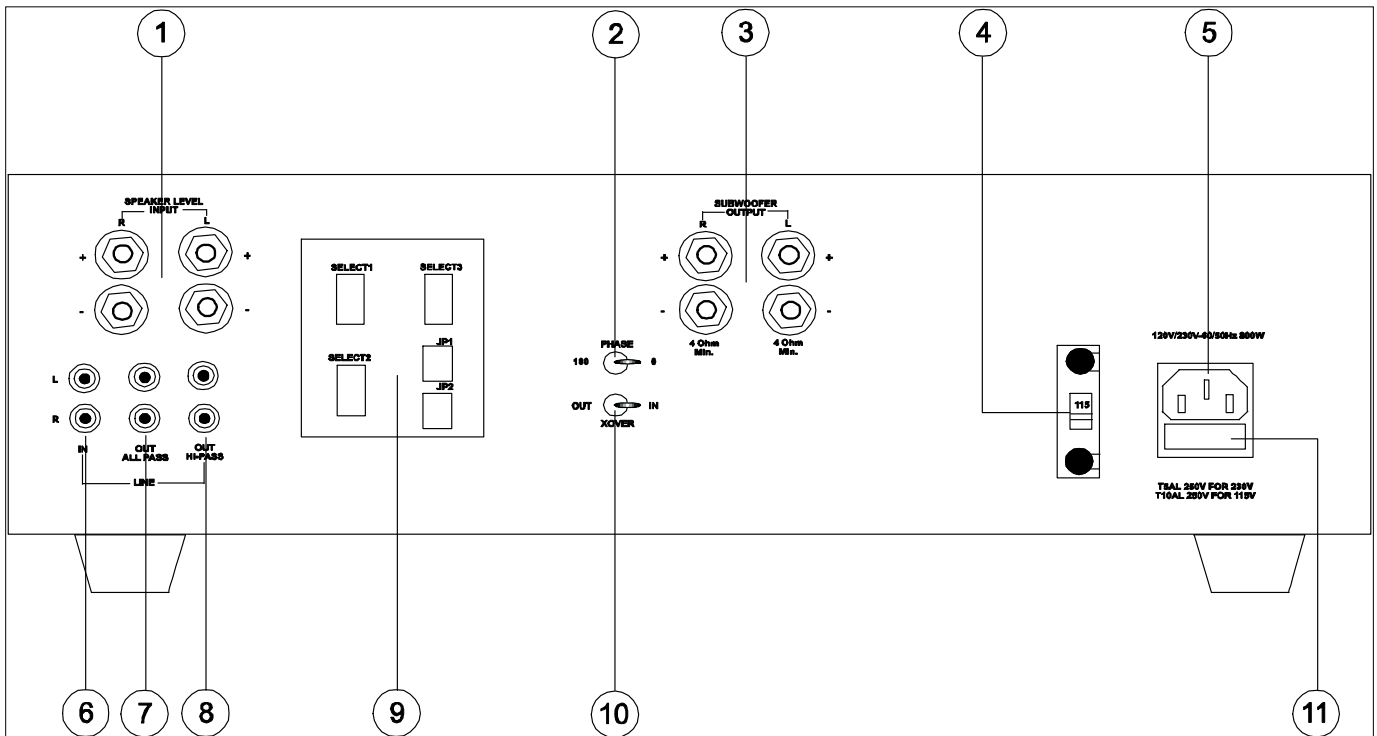 1
2
3
4
5
SPEAKER LEVEL
INPUT
R L
+ +
- -
SELECT1
SELECT3
SELECT2
JP1
JP2
SUBWOOFER
OUTPUT
R L
+ +
- -
4 Ohm
Min.
4 Ohm
Min.
PHASE
180 0
OUT IN
XOVER
115
120V/230V~60/50Hz 800W
T5AL 250V FOR 230V
T10AL 250V FOR 115V
L
R
IN
OUT
ALL PASS
OUT
HI-PASS
LINE
6
7
8
9
10
11